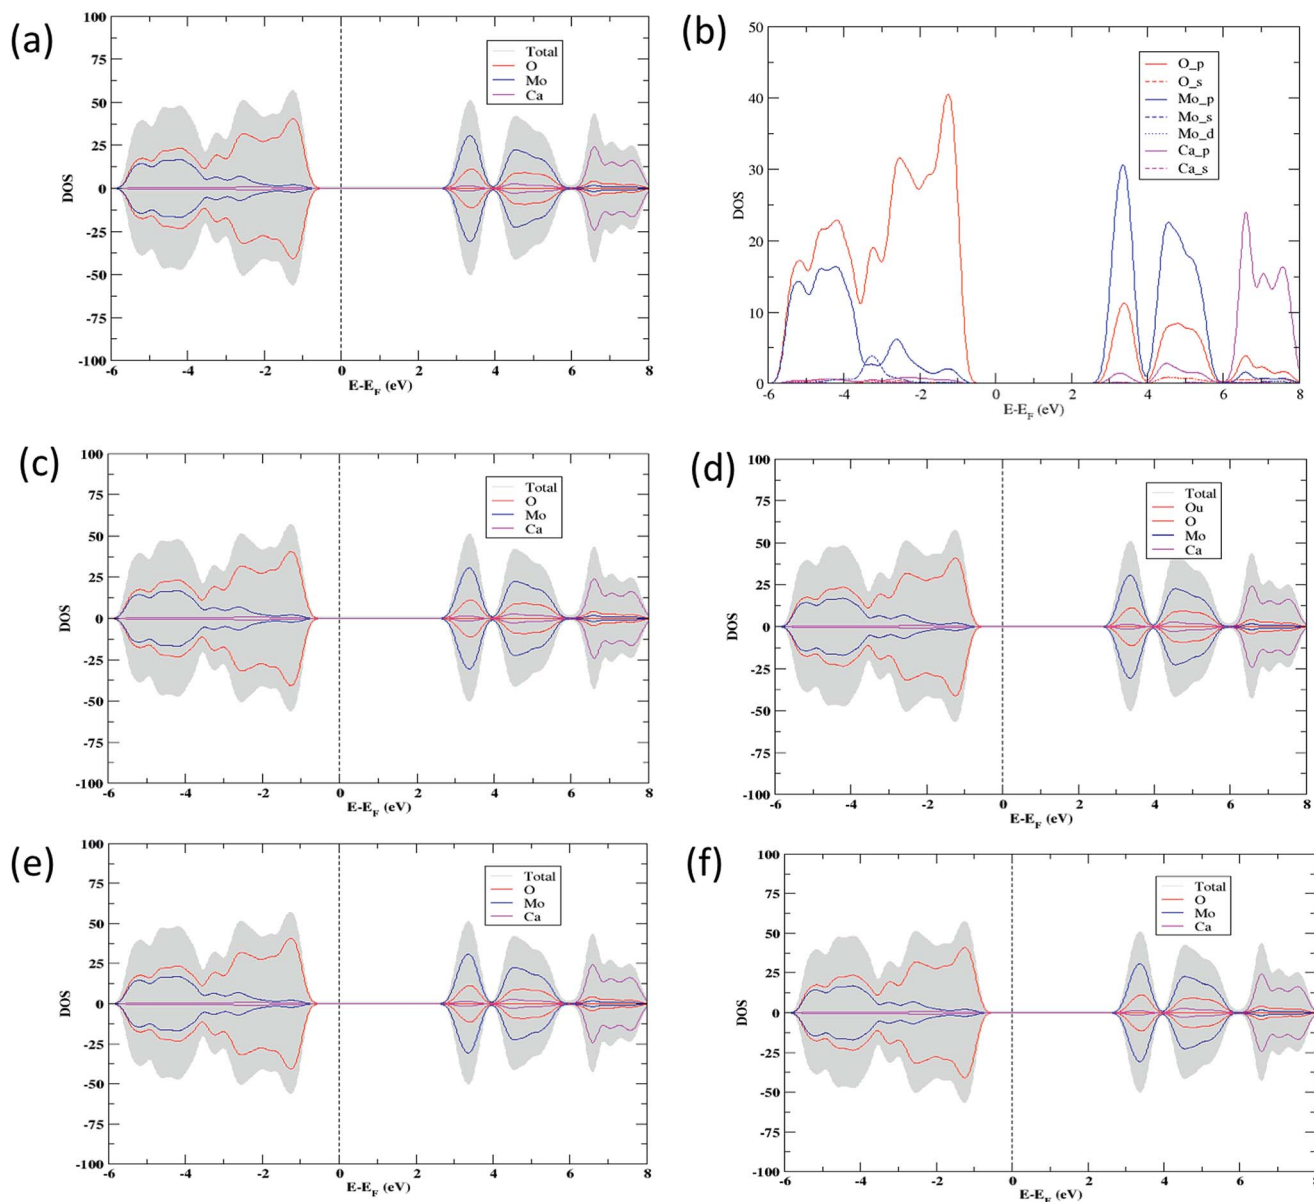 (a)
100
75
50
25
0
-25
-50
-75
-100
DOS
Total
O
Mo
Ca
-6 -4 -2 0 2 4 6 8
E-E_F (eV)
(b)
50
40
30
20
10
0
DOS
O_p
O_s
Mo_p
Mo_s
Mo_d
Ca_p
Ca_s
-6 -4 -2 0 2 4 6 8
E-E_F (eV)
(c)
100
75
50
25
0
-25
-50
-75
-100
DOS
Total
O
Mo
Ca
-6 -4 -2 0 2 4 6 8
E-E_F (eV)
(d)
100
75
50
25
0
-25
-50
-75
-100
DOS
Total
Ou
O
Mo
Ca
-6 -4 -2 0 2 4 6 8
E-E_F (eV)
(e)
100
75
50
25
0
-25
-50
-75
-100
DOS
Total
O
Mo
Ca
-6 -4 -2 0 2 4 6 8
E-E_F (eV)
(f)
100
75
50
25
0
-25
-50
-75
-100
DOS
Total
O
Mo
Ca
-6 -4 -2 0 2 4 6 8
E-E_F (eV)